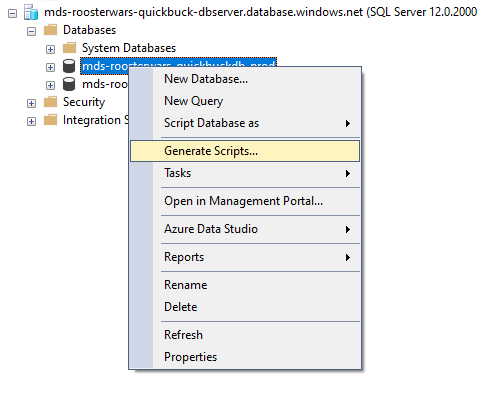 mds-roosterwars-quickbuck-dbserver.database.windows.net (SQL Server 12.0.2000
Databases
System Databases
mds-roosterwars-quickbuckdb-prod
mds-roo
Security
Integration S
New Database...
New Query
Script Database as
Generate Scripts...
Tasks
Open in Management Portal...
Azure Data Studio
Reports
Rename
Delete
Refresh
Properties